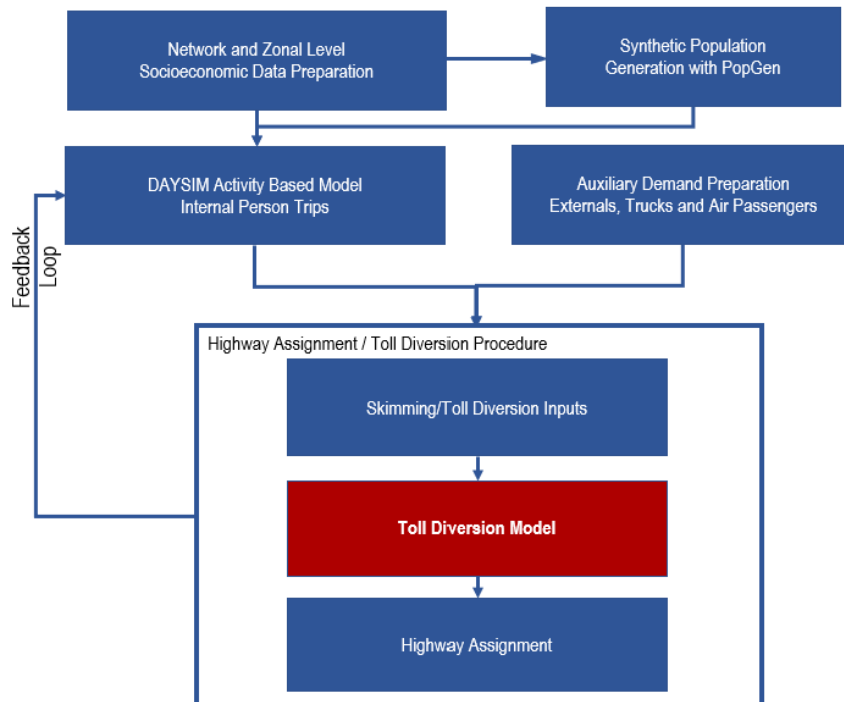 Network and Zonal Level
Socioeconomic Data Preparation
Synthetic Population
Generation with PopGen
DAYSIM Activity Based Model
Internal Person Trips
Auxiliary Demand Preparation
Externals, Trucks and Air Passengers
Feedback
Loop
Highway Assignment / Toll Diversion Procedure
Skimming/Toll Diversion Inputs
Toll Diversion Model
Highway Assignment